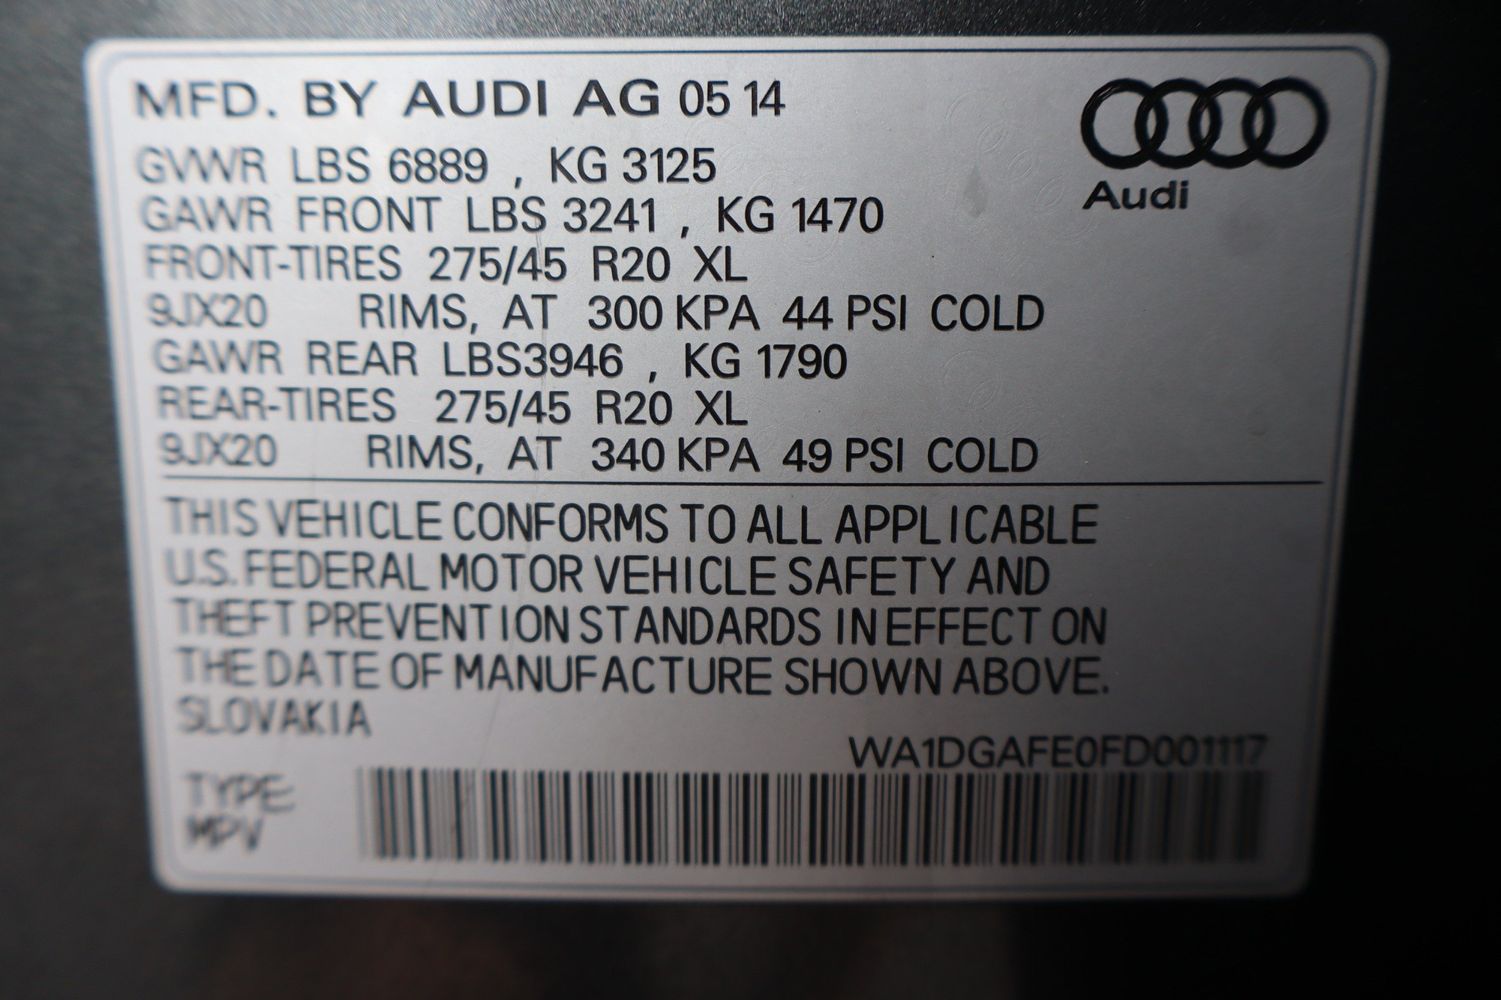 MFD. BY AUDI AG 05 14
GVWR LBS 6889 , KG 3125
GAWR FRONT LBS 3241 , KG 1470
FRONT-TIRES 275/45 R20 XL
9JX20 RIMS, AT 300 KPA 44 PSI COLD
GAWR REAR LBS3946 , KG 1790
REAR-TIRES 275/45 R20 XL
9JX20 RIMS, AT 340 KPA 49 PSI COLD
Audi
THIS VEHICLE CONFORMS TO ALL APPLICABLE
U.S. FEDERAL MOTOR VEHICLE SAFETY AND
THEFT PREVENTION STANDARDS IN EFFECT ON
THE DATE OF MANUFACTURE SHOWN ABOVE.
SLOVAKIA
WA1DGAFE0FD001117
TYPE
MPV